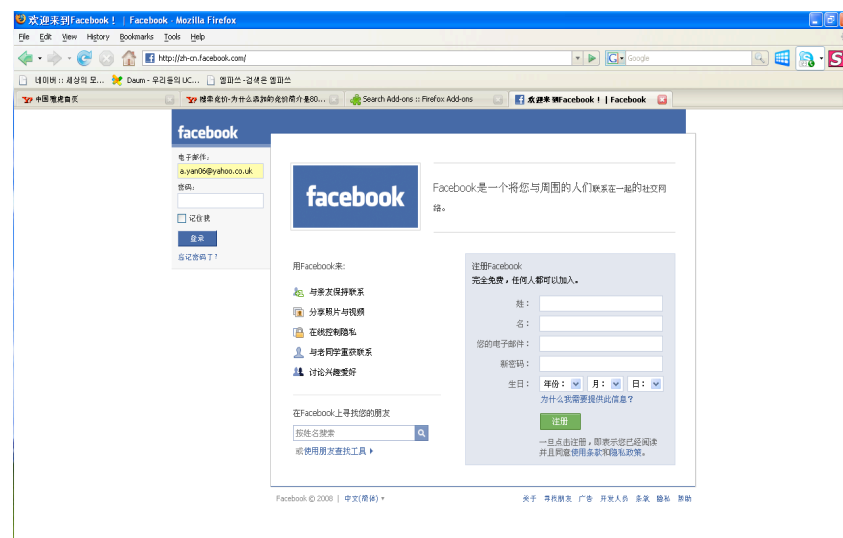 欢迎来到Facebook！ | Facebook - Mozilla Firefox
File Edit View History Bookmarks Tools Help
http://zh-cn.facebook.com/
Google
네이버 :: 세상의 모... Daum - 우리들의 UC... 엠파쓰-검색은 엠파쓰
中国雅虎首页
为什么添加的竞价简介是80...
Search Add-ons :: Firefox Add-ons
欢迎来到Facebook！ | Facebook
facebook
电子邮件:
a.yan06@yahoo.co.uk
密码:
记住我
登录
忘记密码了?
facebook
Facebook是一个将您与周围的人们联系在一起的社交网
络。
用Facebook来:
与亲友保持联系
分享照片与视频
在线控制隐私
与老同学重获联系
讨论兴趣爱好
在Facebook上寻找您的朋友
按姓名搜索
或使用朋友查找工具
注册Facebook
完全免费，任何人都可以加入。
姓：
名：
您的电子邮件：
新密码：
生日： 年份： 月： 日：
为什么我需要提供此信息？
注册
一旦点击注册，即表示您已经阅读
并且同意使用条款和隐私政策。
Facebook © 2008 | 中文(简体)
关于 寻找朋友 广告 开发人员 条款 隐私 帮助